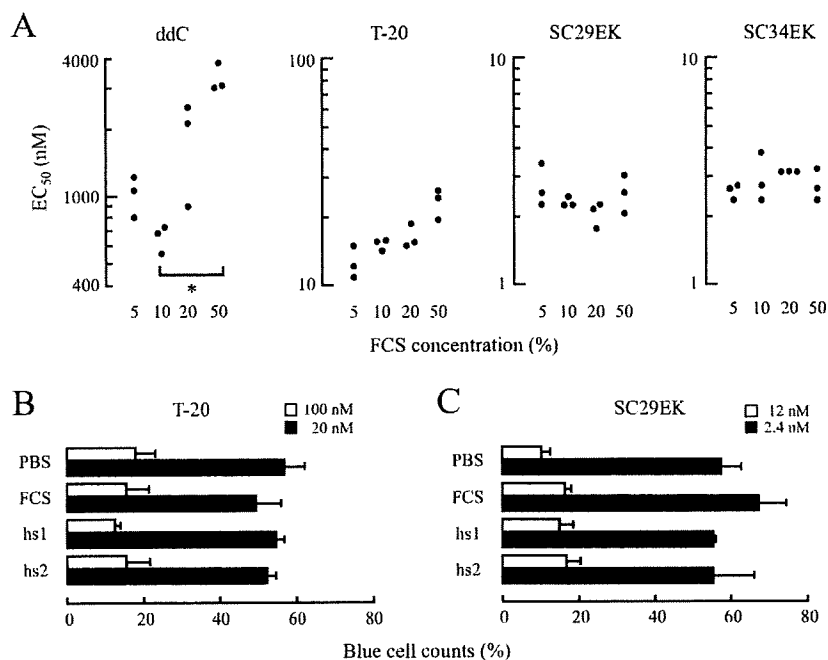 A
ddC
T-20
SC29EK
SC34EK
EC50 (nM)
4000
1000
400
100
10
10
1
10
1
*
5 10 20 50
5 10 20 50
5 10 20 50
5 10 20 50
FCS concentration (%)
B
T-20
100 nM
20 nM
PBS
FCS
hs1
hs2
0 20 40 60 80
C
SC29EK
12 nM
2.4 nM
PBS
FCS
hs1
hs2
0 20 40 60 80
Blue cell counts (%)